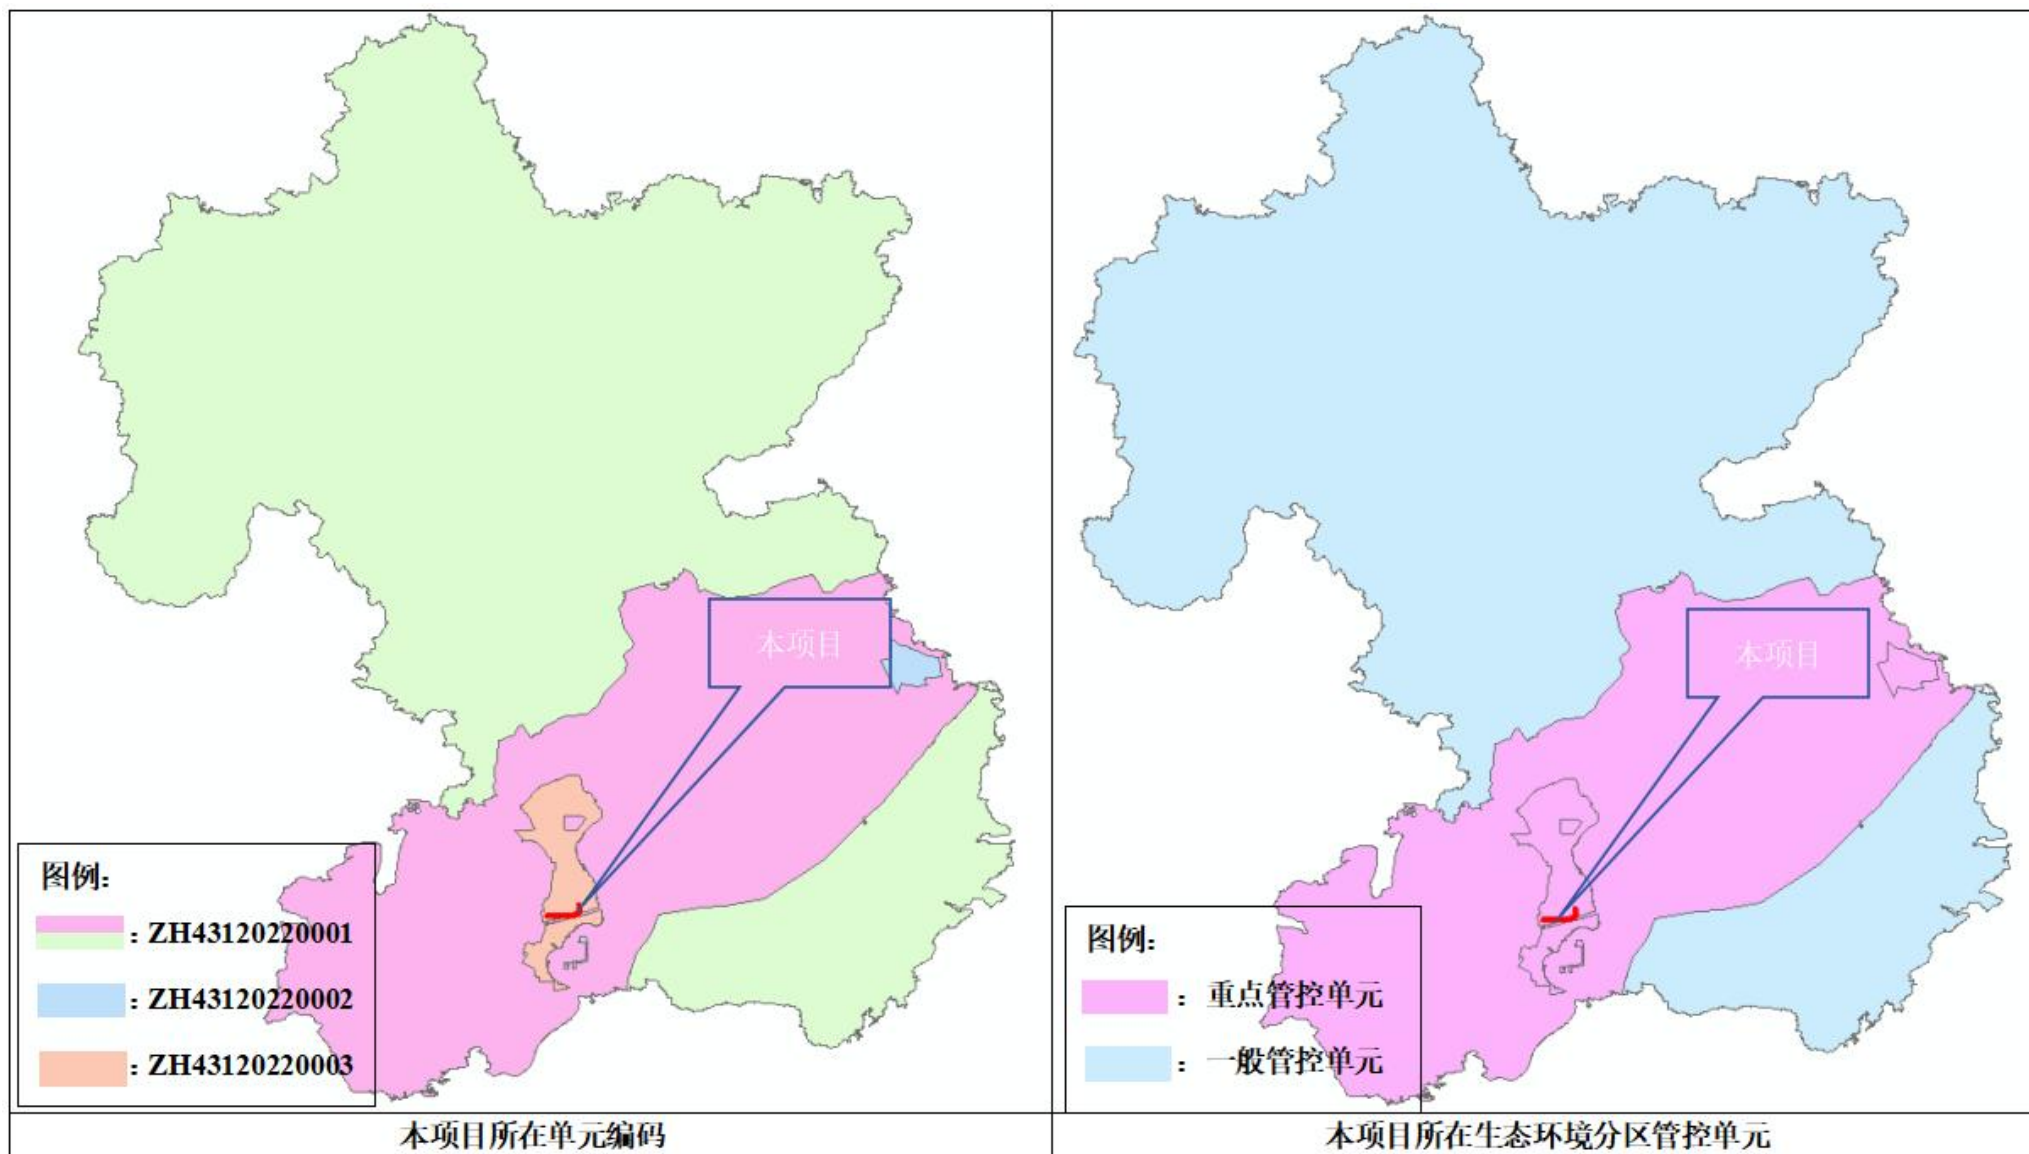 本项目
图例：
：ZH43120220001
：ZH43120220002
：ZH43120220003
本项目所在单元编码
本项目
图例：
：重点管控单元
：一般管控单元
本项目所在生态环境分区管控单元